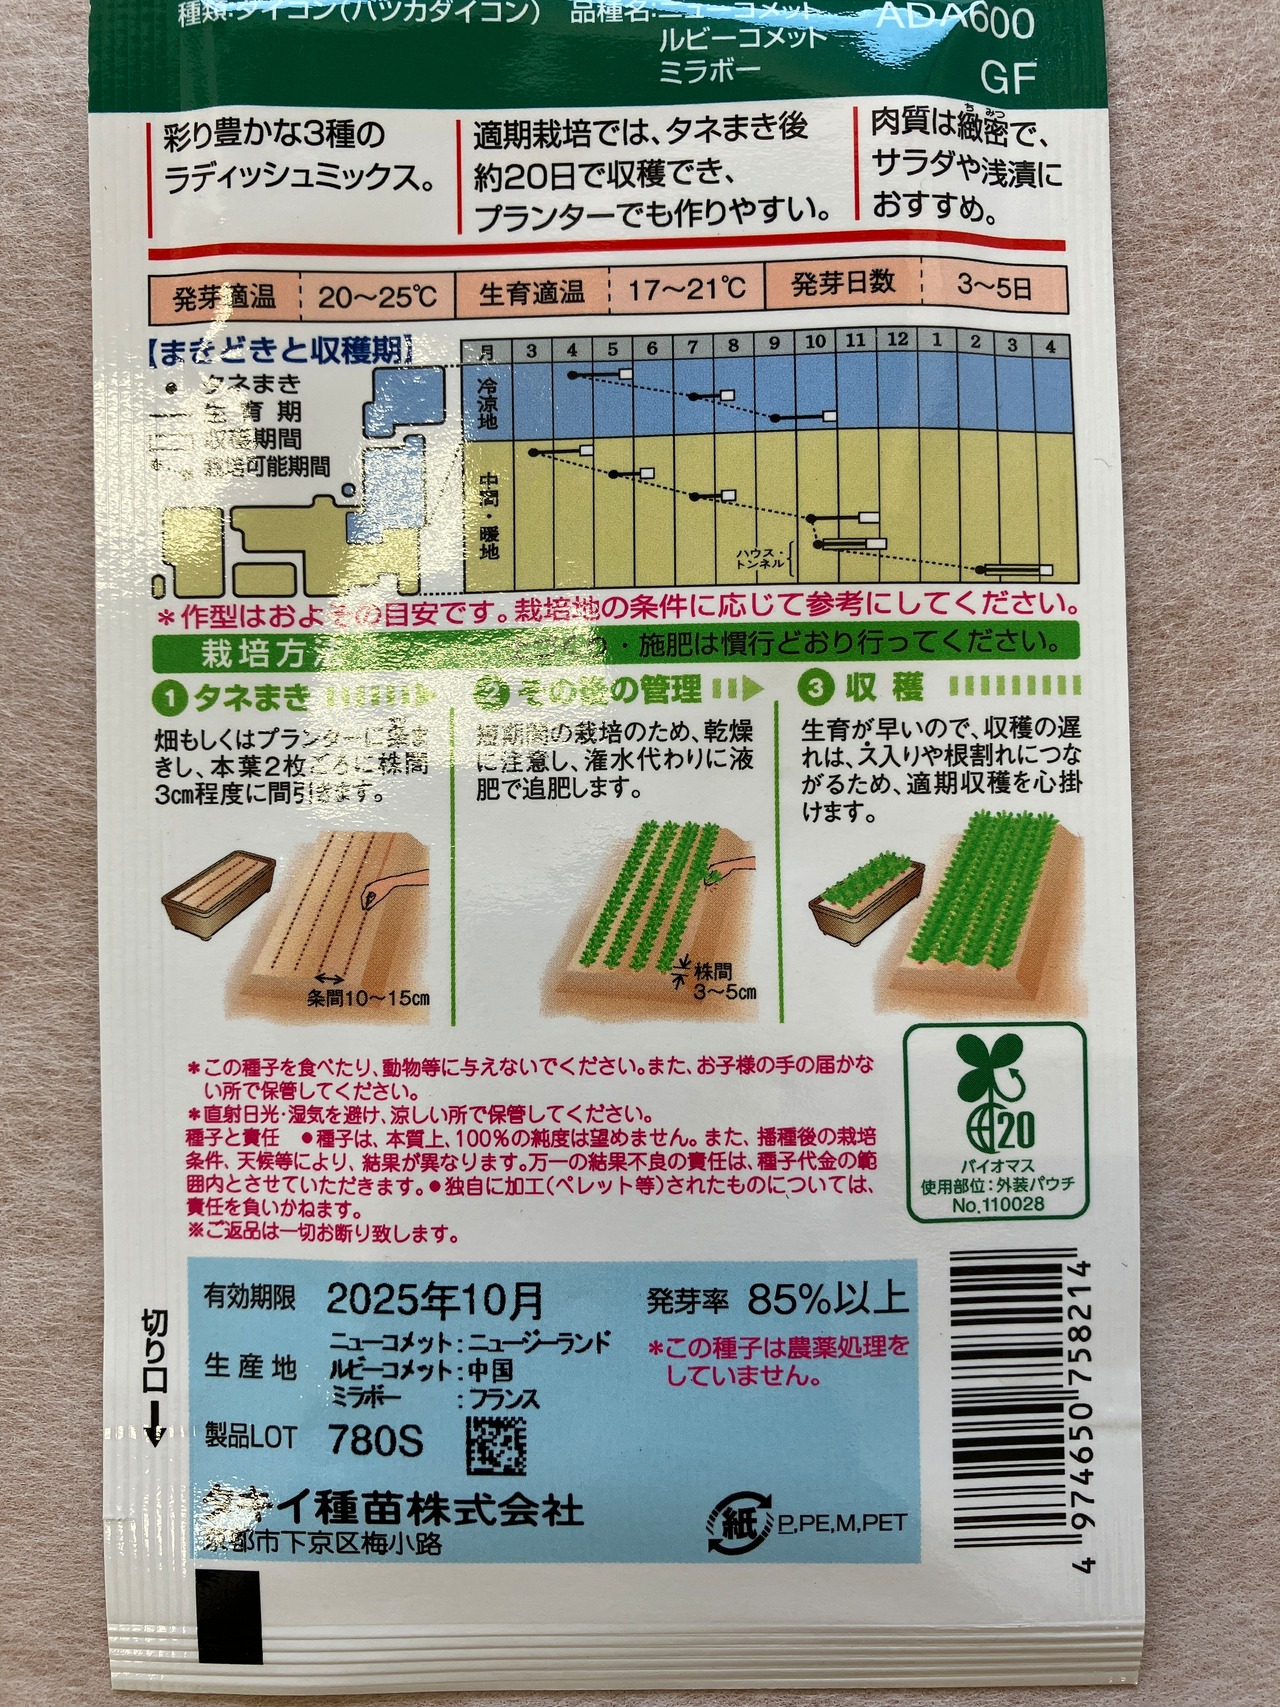 種類:ダイコン(ハツカダイコン) 品種名:ニューコメット
ルビーコメット
ミラボー
ADA600
GF
彩り豊かな3種の
ラディッシュミックス。
適期栽培では、タネまき後
約20日で収穫でき、
プランターでも作りやすい。
肉質は緻密で、
ちみつ
サラダや浅漬に
おすすめ。
発芽適温 20〜25℃ 生育適温 17〜21℃ 発芽日数 3〜5日
【まきどきと収穫期】
● タネまき
生育期
収穫期間
栽培可能期間
月 3 4 5 6 7 8 9 10 11 12 1 2 3 4
冷涼地
中間・暖地
ハウス・
トンネル
*作型はおよその目安です。栽培地の条件に応じて参考にしてください。
栽培方法
・施肥は慣行どおり行ってください。
1 タネまき
畑もしくはプランターに条ま
きし、本葉2枚ごろに株間
3cm程度に間引きます。
条間10〜15cm
2 その後の管理
短期間の栽培のため、乾燥
に注意し、潅水代わりに液
肥で追肥します。
株間
3〜5cm
3 収穫
生育が早いので、収穫の遅
れは、ス入りや根割れにつな
がるため、適期収穫を心掛
けます。
*この種子を食べたり、動物等に与えないでください。また、お子様の手の届かな
い所で保管してください。
*直射日光・湿気を避け、涼しい所で保管してください。
種子と責任 ●種子は、本質上、100%の純度は望めません。また、播種後の栽培
条件、天候等により、結果が異なります。万一の結果不良の責任は、種子代金の範
囲内とさせていただきます。●独自に加工(ペレット等)されたものについては、
責任を負いかねます。
※ご返品は一切お断り致します。
20
バイオマス
使用部位:外装パウチ
No.110028
切り口
有効期限 2025年10月
発芽率 85%以上
生産地
ニューコメット:ニュージーランド
ルビーコメット:中国
ミラボー :フランス
*この種子は農薬処理を
していません。
製品LOT 780S
タキイ種苗株式会社
京都市下京区梅小路
紙 P,PE,M,PET
4 974650 758214